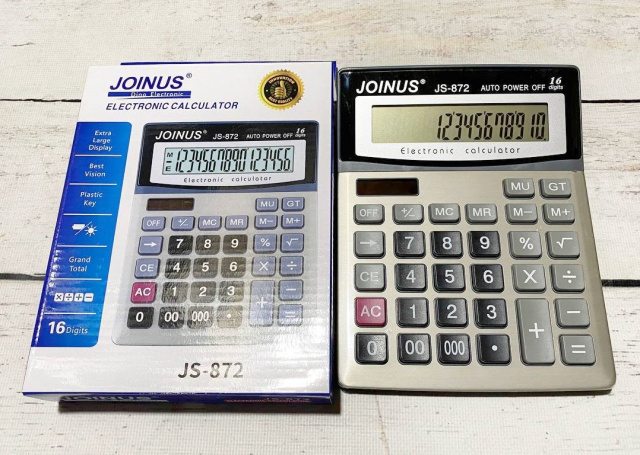 JOINUS®
Dino Electronic
ELECTRONIC CALCULATOR
BEST QUALITY
Extra
Large
Display
Best
Vision
Plastic
Key
Grand
Total
16 Digits
JOINUS® JS-872 AUTO POWER OFF 16 digits
1234567890123456
Electronic calculator
MU GT
OFF +/- MC MR M- M+
→ 7 8 9 % √
CE 4 5 6 X ÷
AC 1 2 3 + −
0 00 000 • =
JS-872
JOINUS
JOINUS® JS-872 AUTO POWER OFF 16 digits
12345678910.
Electronic calculator
MU GT
OFF +/- MC MR M- M+
→ 7 8 9 % √
CE 4 5 6 X ÷
AC 1 2 3 + −
0 00 000 • =